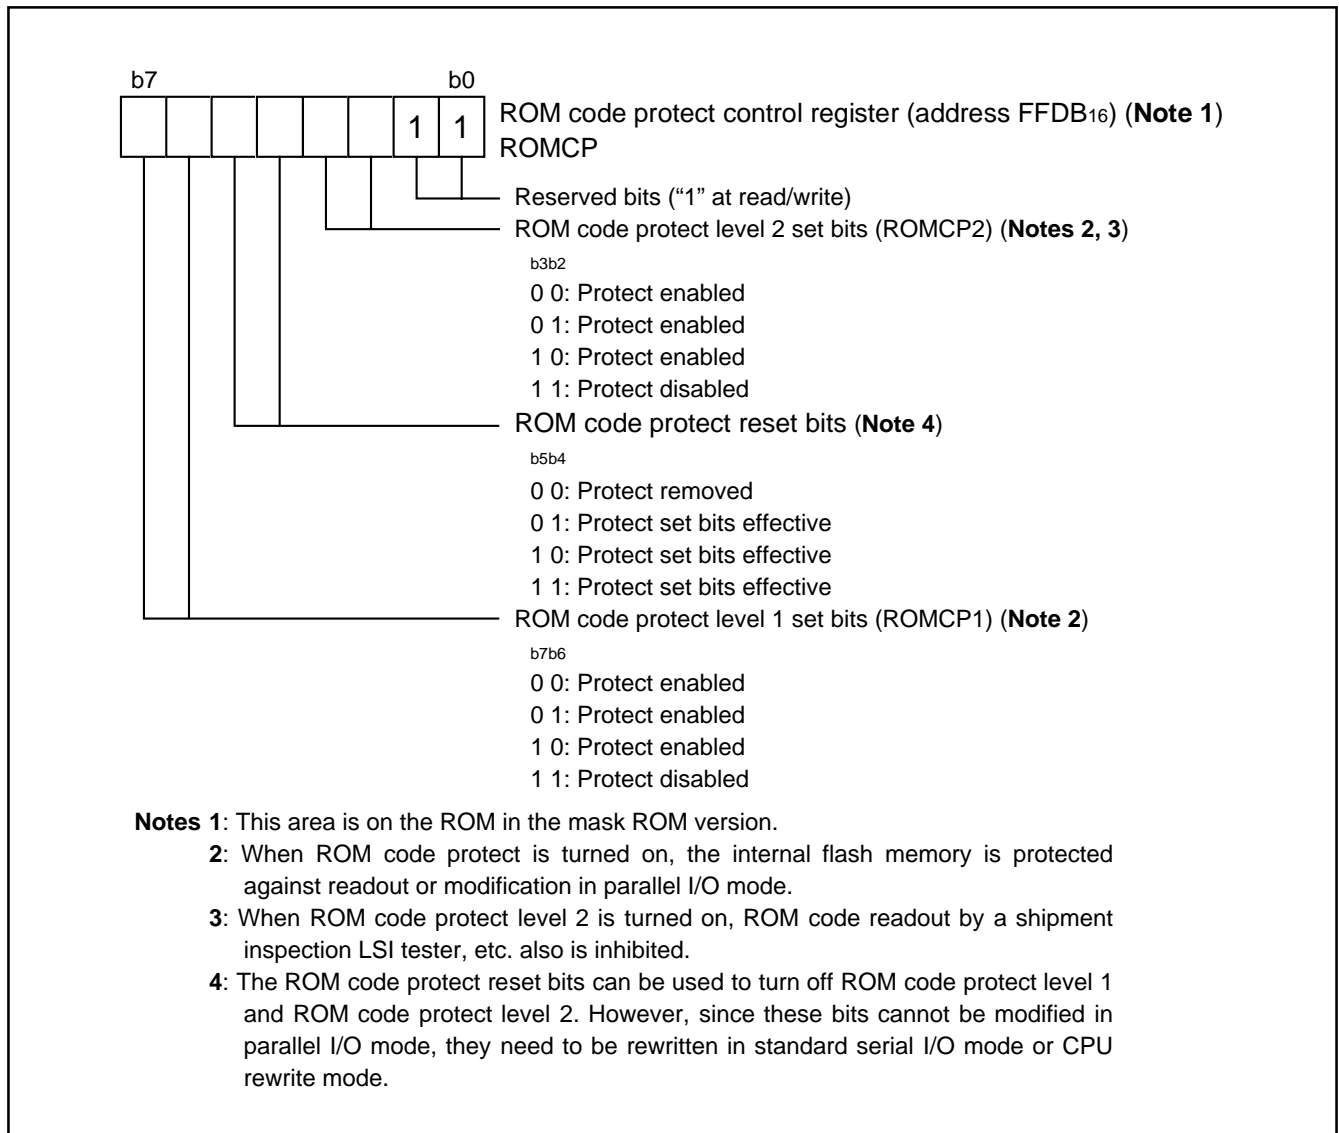 b7 b0
1 1 ROM code protect control register (address FFDB16) (Note 1)
ROMCP
Reserved bits (“1” at read/write)
ROM code protect level 2 set bits (ROMCP2) (Notes 2, 3)
b3b2
0 0: Protect enabled
0 1: Protect enabled
1 0: Protect enabled
1 1: Protect disabled
ROM code protect reset bits (Note 4)
b5b4
0 0: Protect removed
0 1: Protect set bits effective
1 0: Protect set bits effective
1 1: Protect set bits effective
ROM code protect level 1 set bits (ROMCP1) (Note 2)
b7b6
0 0: Protect enabled
0 1: Protect enabled
1 0: Protect enabled
1 1: Protect disabled
Notes 1: This area is on the ROM in the mask ROM version.
2: When ROM code protect is turned on, the internal flash memory is protected
against readout or modification in parallel I/O mode.
3: When ROM code protect level 2 is turned on, ROM code readout by a shipment
inspection LSI tester, etc. also is inhibited.
4: The ROM code protect reset bits can be used to turn off ROM code protect level 1
and ROM code protect level 2. However, since these bits cannot be modified in
parallel I/O mode, they need to be rewritten in standard serial I/O mode or CPU
rewrite mode.